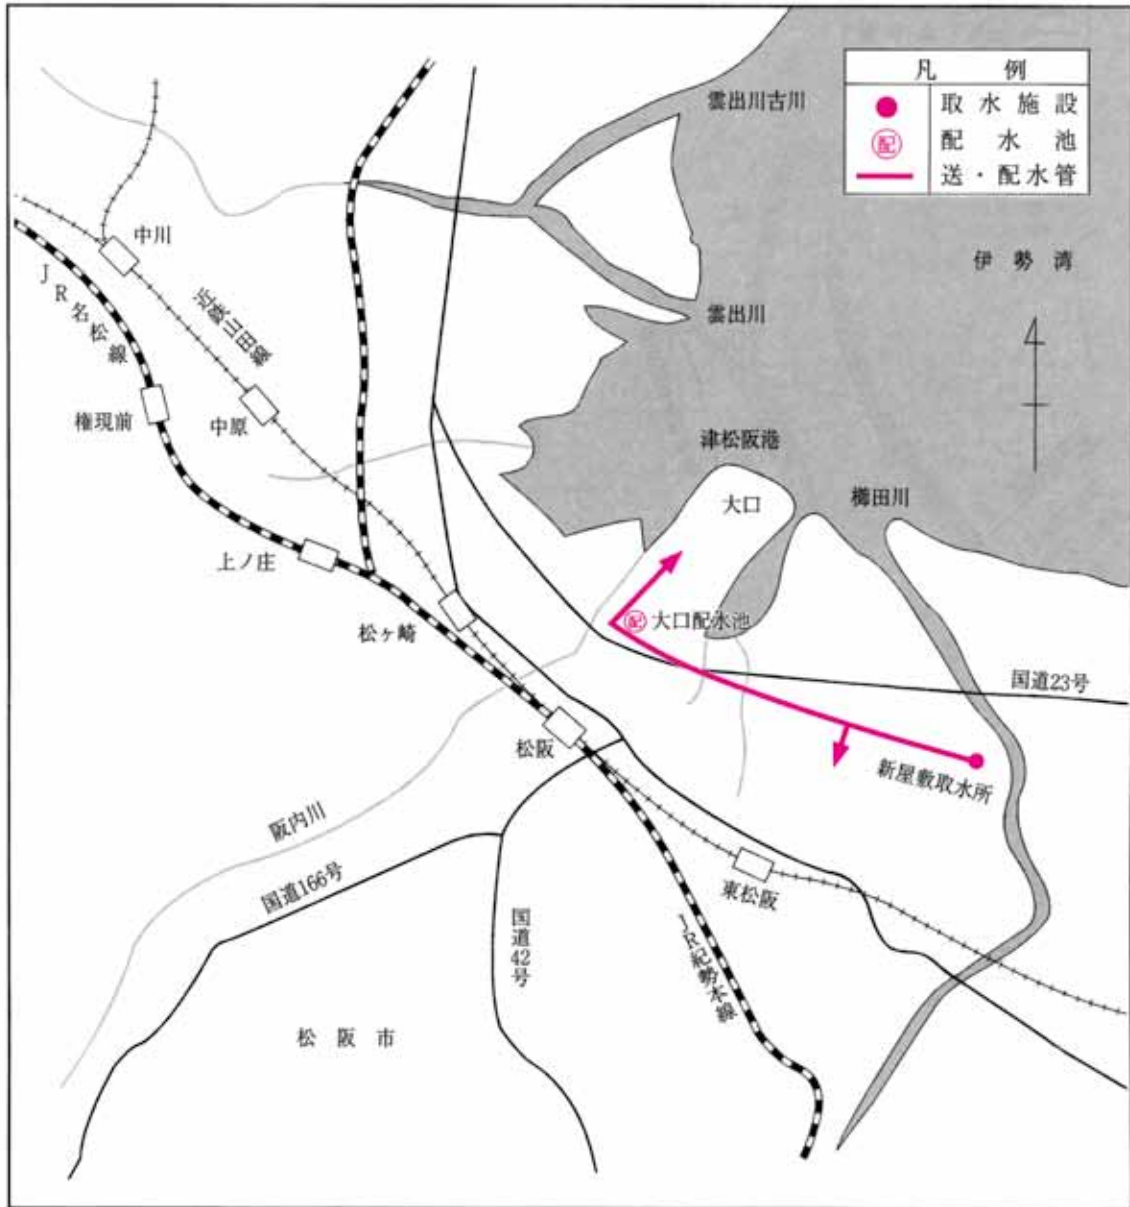 凡 例
取水施設
配 配水池
送・配水管
雲出川古川
伊勢湾
中川
JR名松線
近鉄山田線
雲出川
権現前
中原
津松阪港
大口
櫛田川
上ノ庄
配 大口配水池
松ヶ崎
国道23号
松阪
新屋敷取水所
阪内川
国道166号
東松阪
国道42号
JR紀勢本線
松阪市